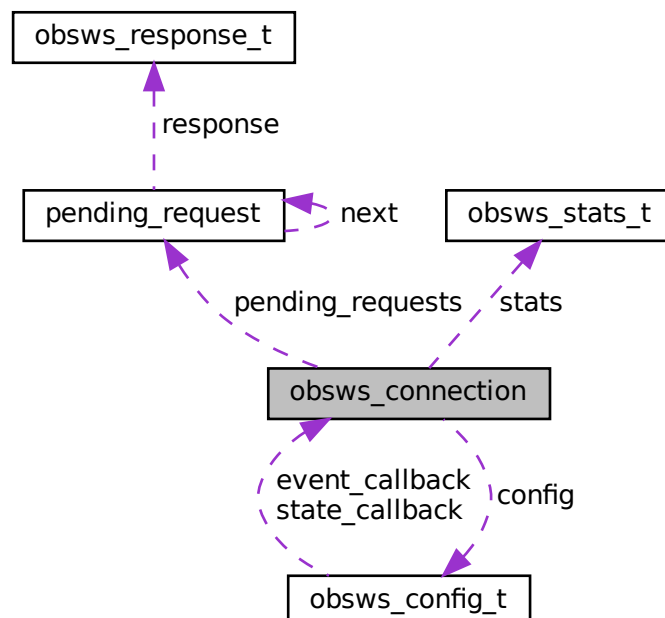 obsws_response_t
response
pending_request
next
obsws_stats_t
pending_requests
stats
obsws_connection
event_callback
state_callback
config
obsws_config_t